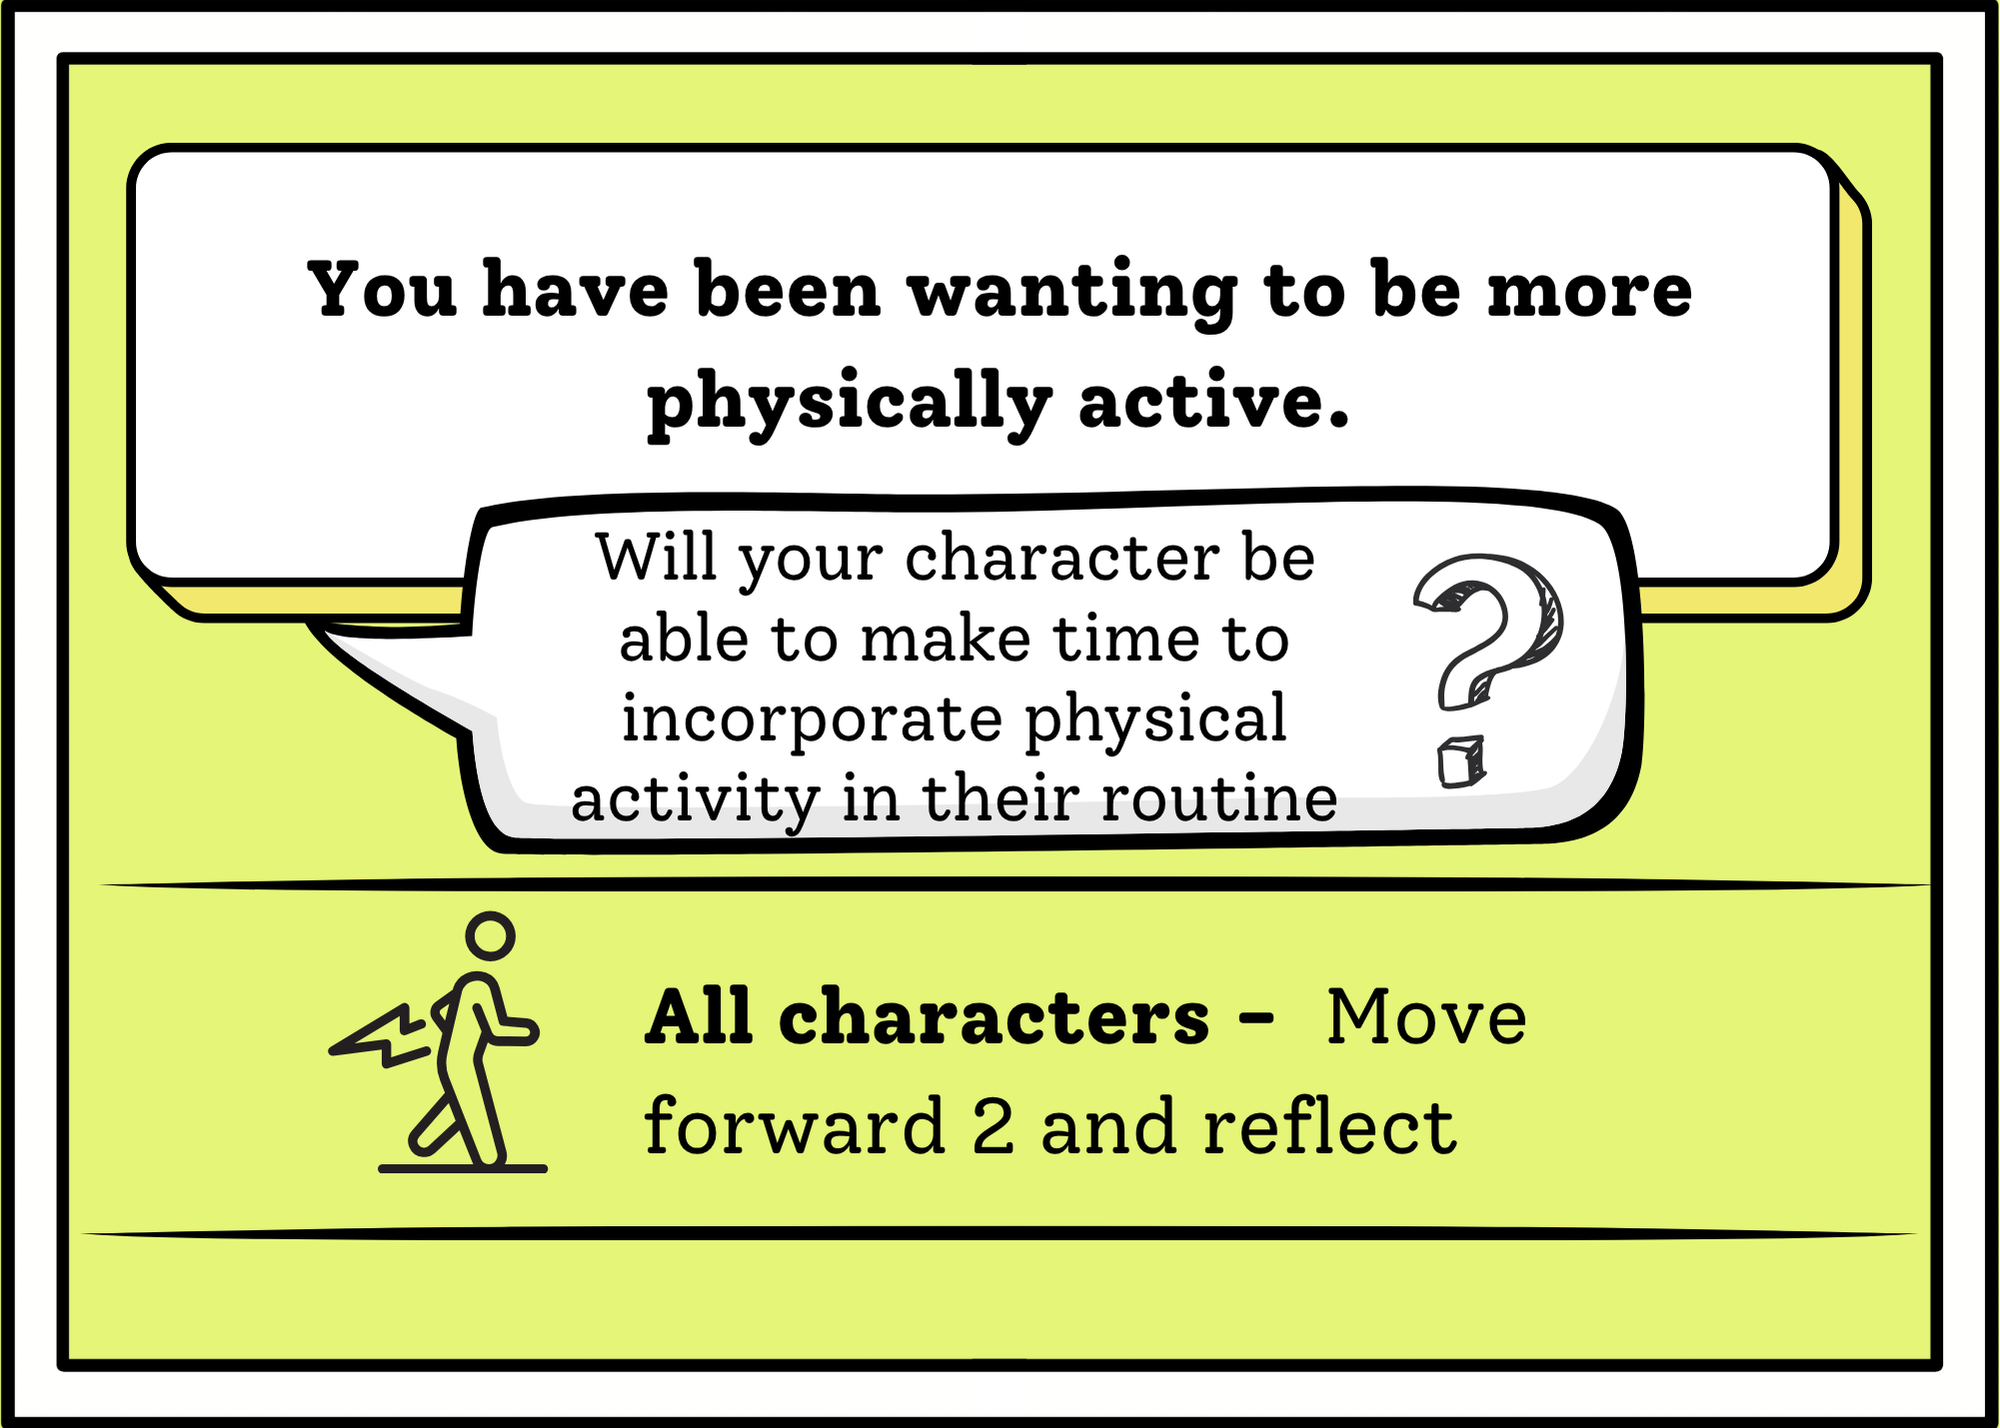 You have been wanting to be more
physically active.
Will your character be
able to make time to
incorporate physical
activity in their routine
?
All characters - Move
forward 2 and reflect